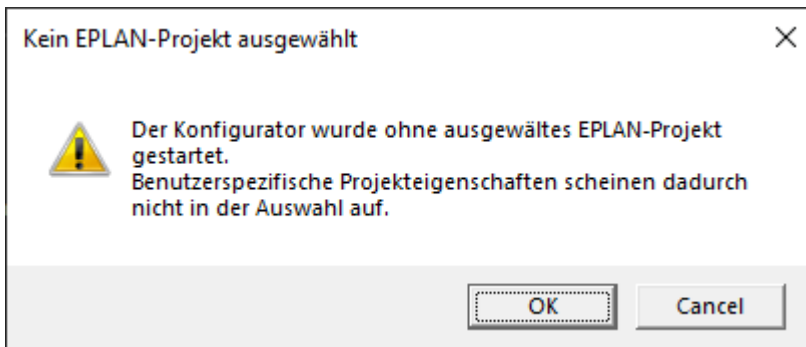 Kein EPLAN-Projekt ausgewählt
Der Konfigurator wurde ohne ausgewältes EPLAN-Projekt
gestartet.
Benutzerspezifische Projekteigenschaften scheinen dadurch
nicht in der Auswahl auf.
OK
Cancel